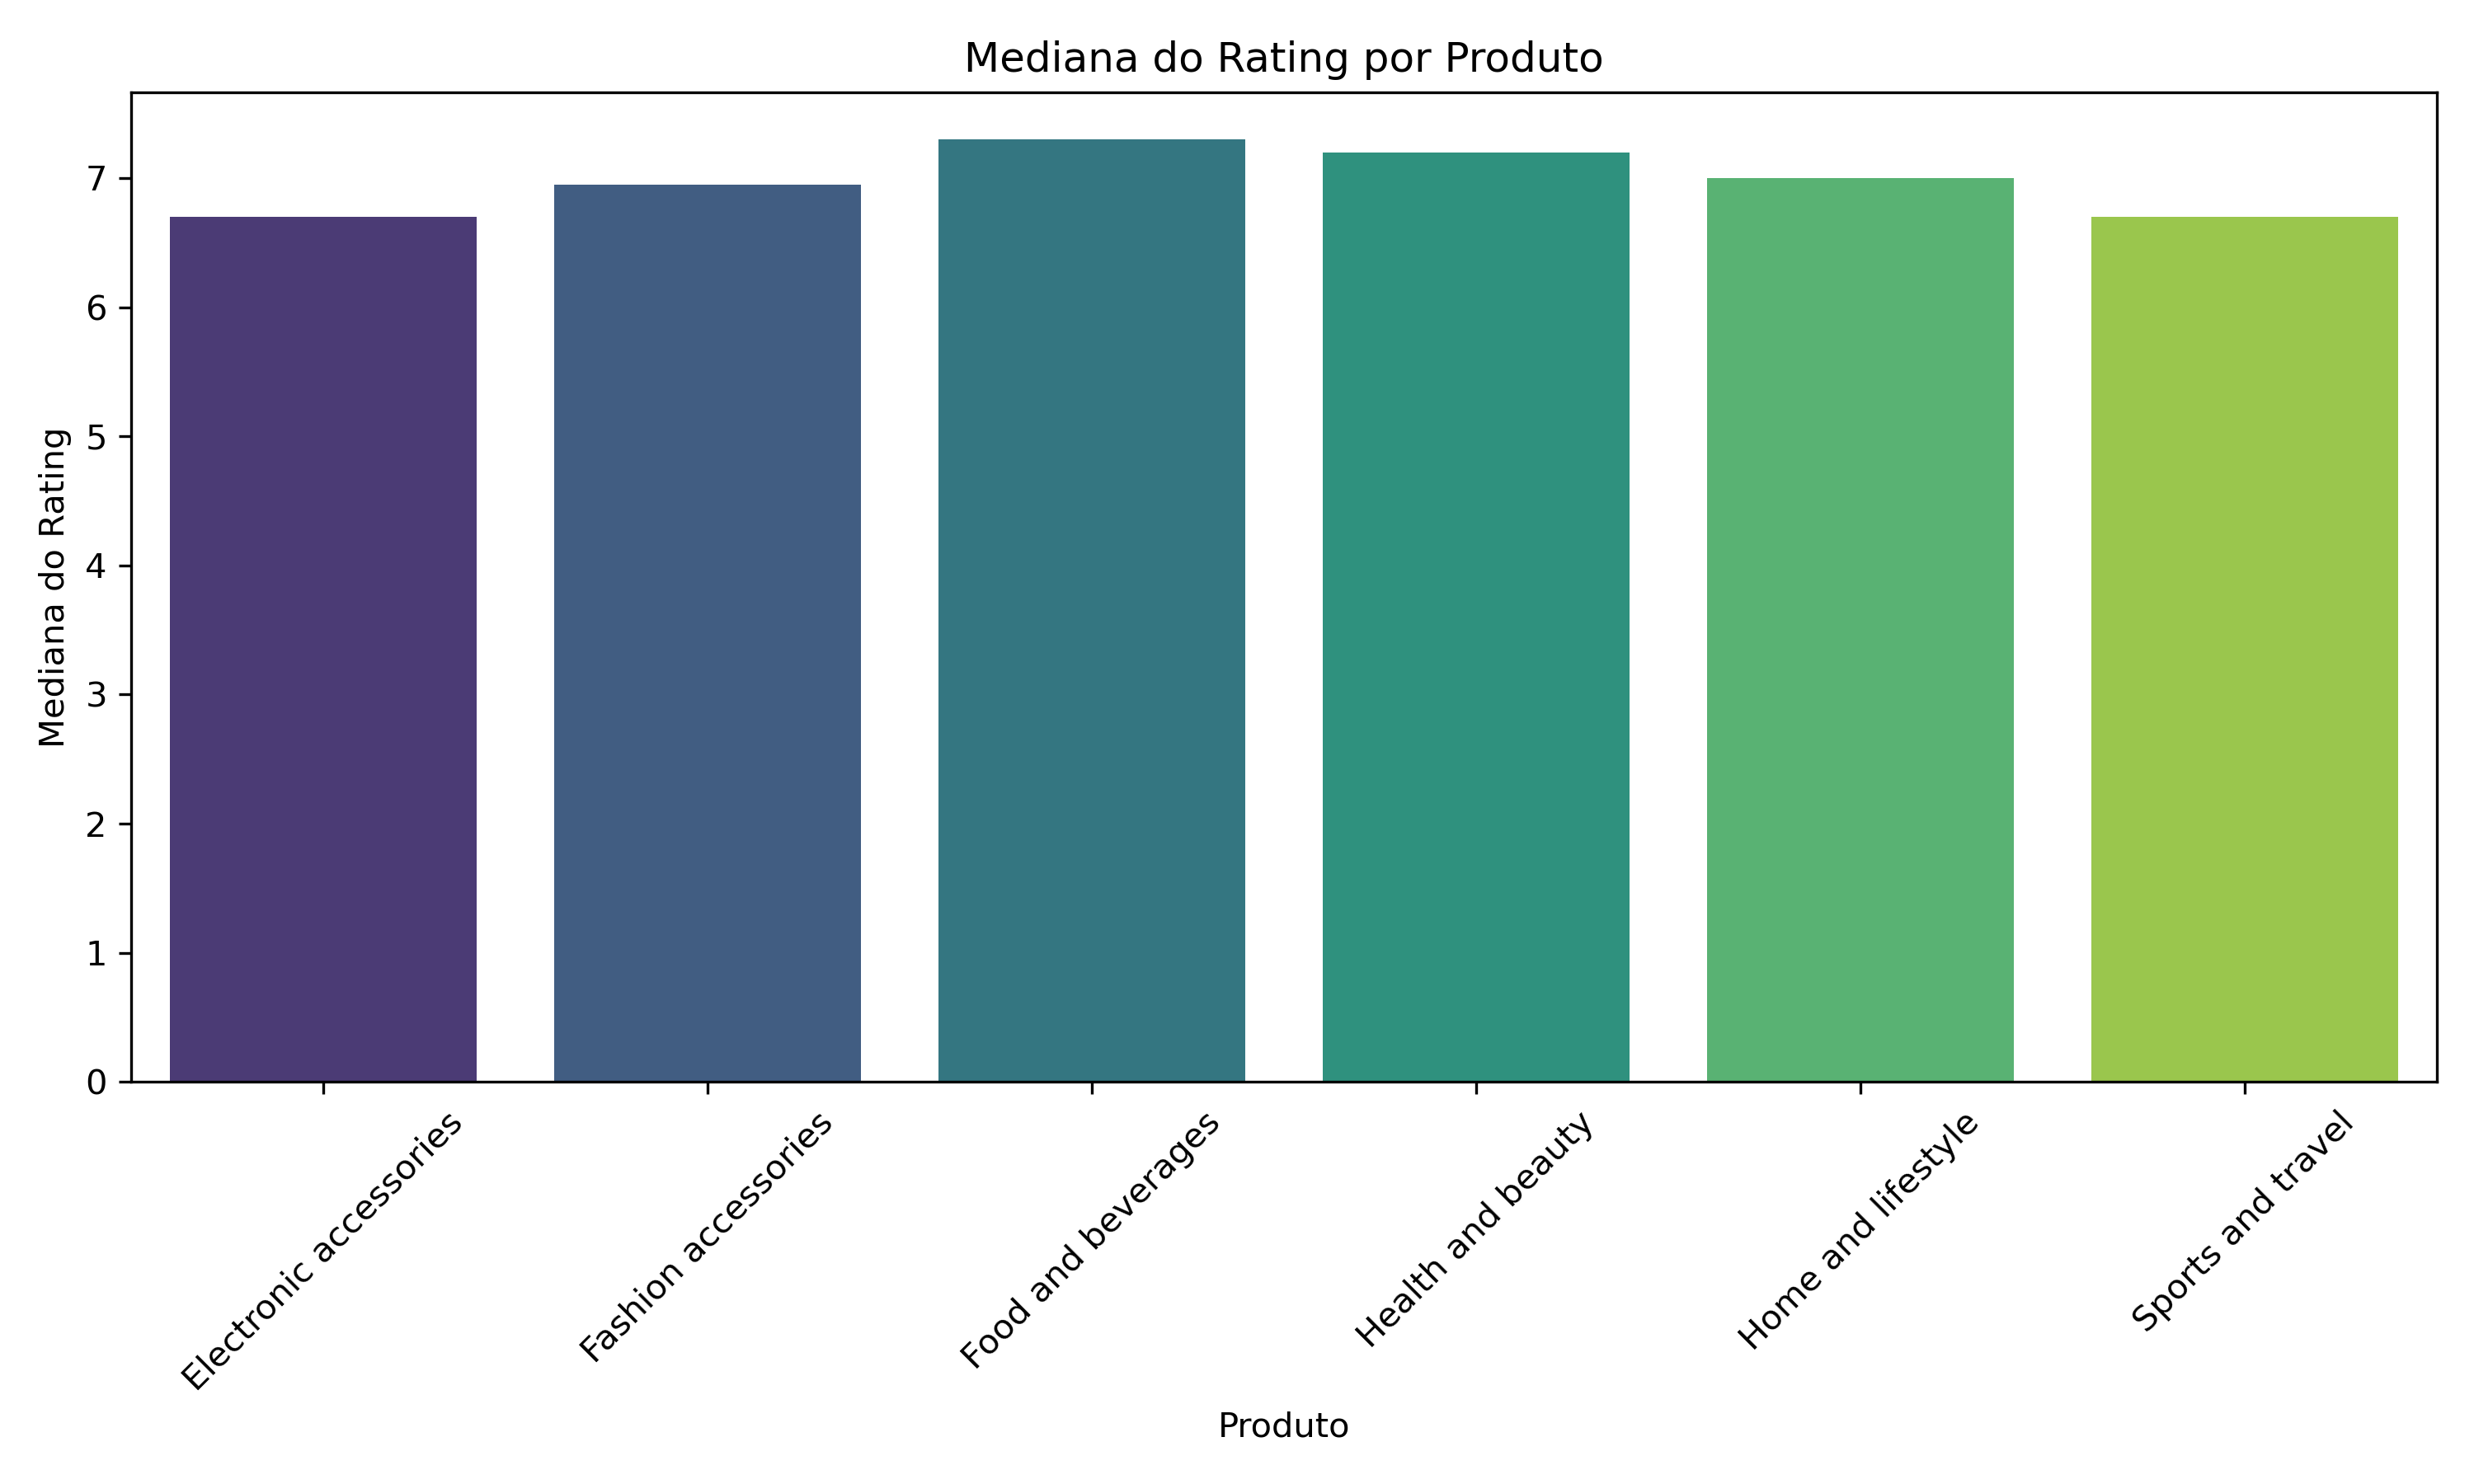 Mediana do Rating por Produto
Mediana do Rating
7
6
5
4
3
2
1
0
Electronic accessories
Fashion accessories
Food and beverages
Health and beauty
Home and lifestyle
Sports and travel
Produto